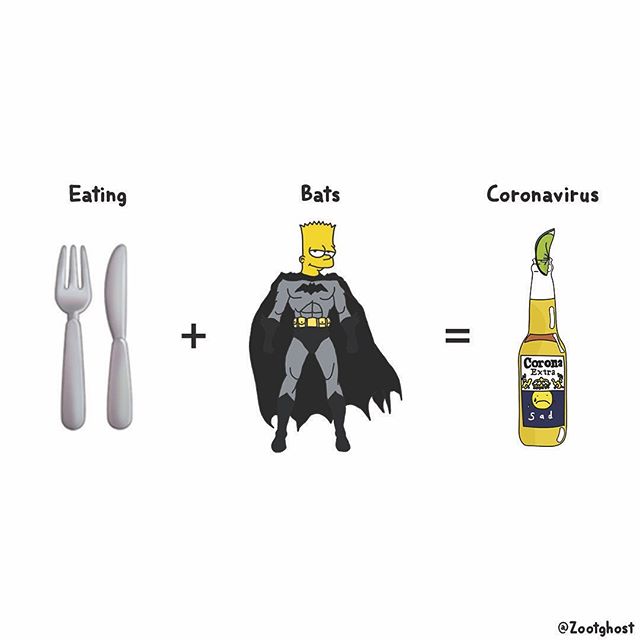 Eating
Bats
Coronavirus
+
=
Corona
Extra
Sad
@Zootghost